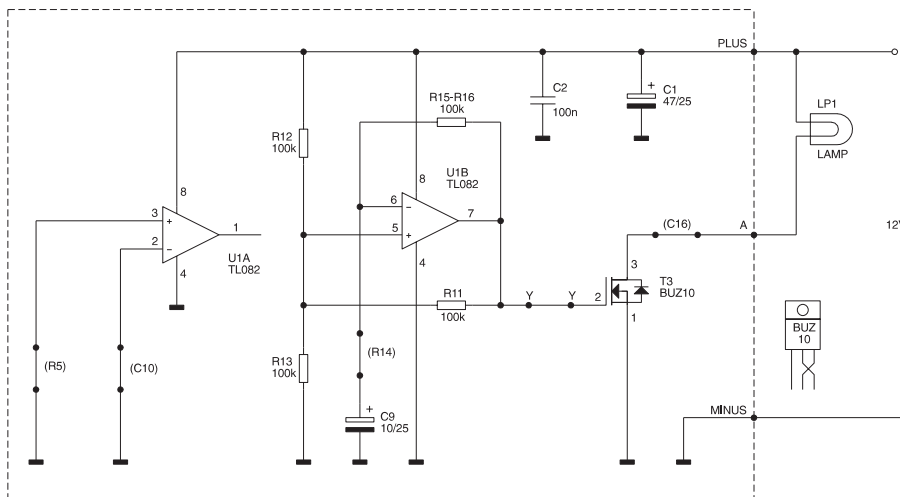 PLUS
C2
100n
+
C1
47/25
R15-R16
100k
LP1
LAMP
R12
100k
U1B
TL082
8
6
−
7
5
+
4
8
3
+
1
2
−
4
U1A
TL082
(C16)
A
12V
3
T3
BUZ10
2
1
R11
100k
Y
Y
BUZ
10
(R5)
(C10)
R13
100k
(R14)
+
C9
10/25
MINUS